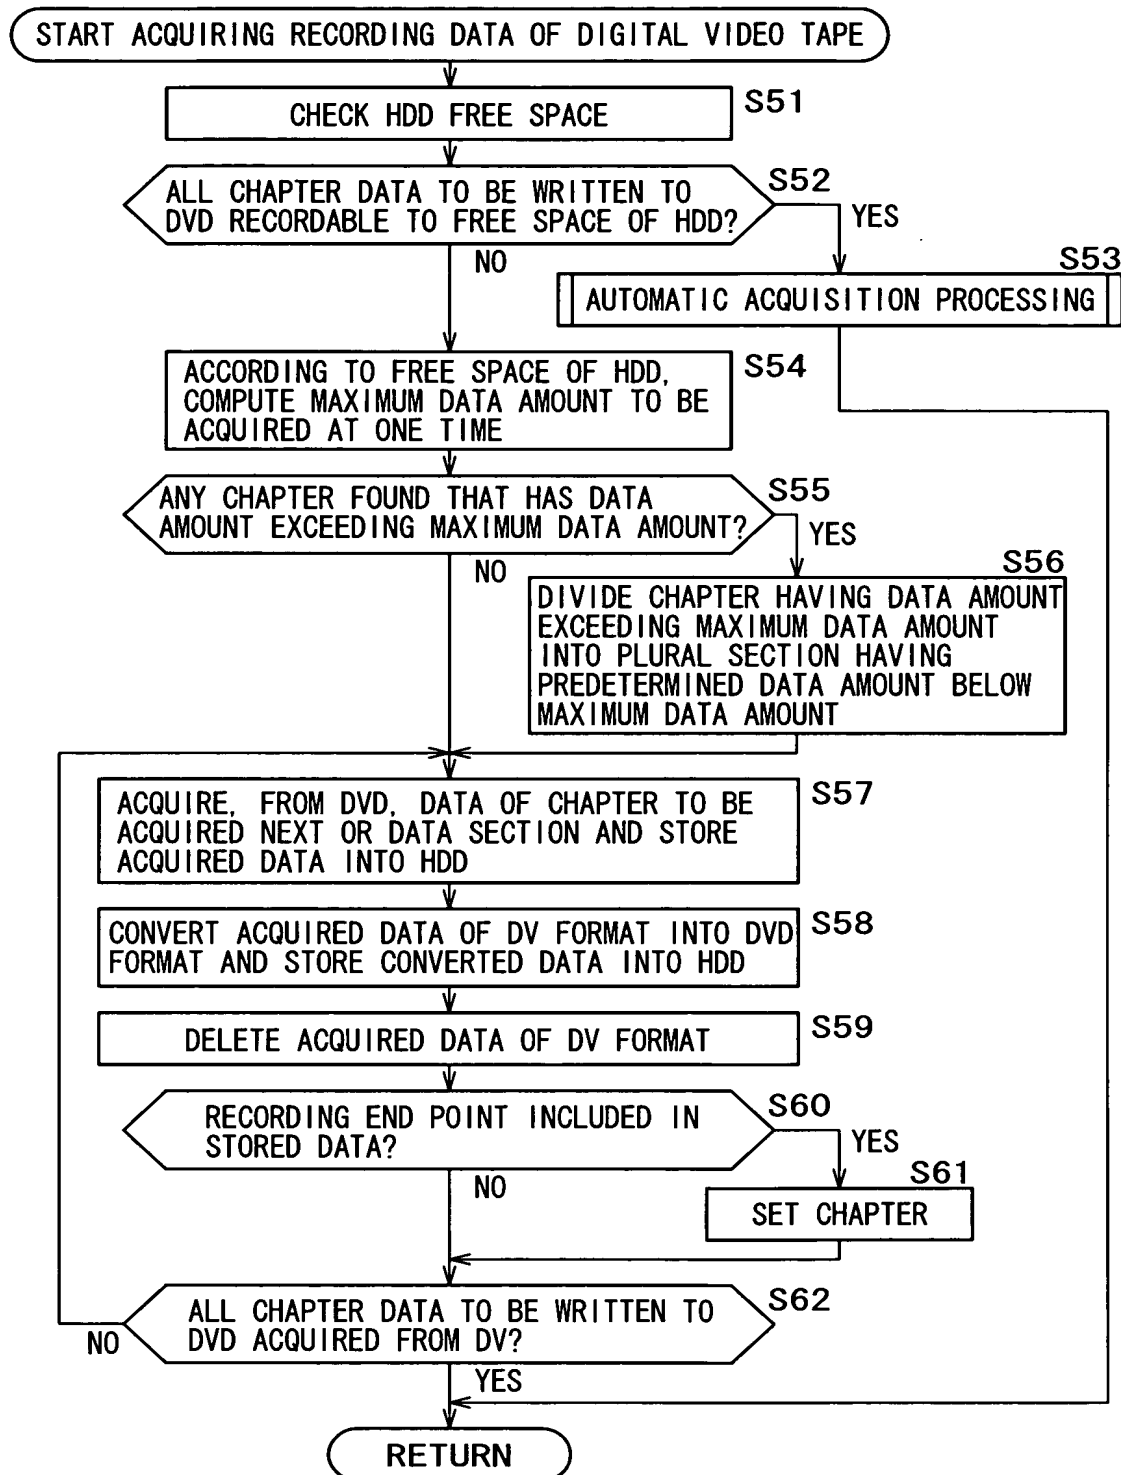 START ACQUIRING RECORDING DATA OF DIGITAL VIDEO TAPE
CHECK HDD FREE SPACE
S51
ALL CHAPTER DATA TO BE WRITTEN TO
DVD RECORDABLE TO FREE SPACE OF HDD?
S52
YES
NO
S53
AUTOMATIC ACQUISITION PROCESSING
ACCORDING TO FREE SPACE OF HDD,
COMPUTE MAXIMUM DATA AMOUNT TO BE
ACQUIRED AT ONE TIME
S54
ANY CHAPTER FOUND THAT HAS DATA
AMOUNT EXCEEDING MAXIMUM DATA AMOUNT?
S55
YES
NO
S56
DIVIDE CHAPTER HAVING DATA AMOUNT
EXCEEDING MAXIMUM DATA AMOUNT
INTO PLURAL SECTION HAVING
PREDETERMINED DATA AMOUNT BELOW
MAXIMUM DATA AMOUNT
ACQUIRE, FROM DVD, DATA OF CHAPTER TO BE
ACQUIRED NEXT OR DATA SECTION AND STORE
ACQUIRED DATA INTO HDD
S57
CONVERT ACQUIRED DATA OF DV FORMAT INTO DVD
FORMAT AND STORE CONVERTED DATA INTO HDD
S58
DELETE ACQUIRED DATA OF DV FORMAT
S59
RECORDING END POINT INCLUDED IN
STORED DATA?
S60
YES
NO
S61
SET CHAPTER
ALL CHAPTER DATA TO BE WRITTEN TO
DVD ACQUIRED FROM DV?
S62
NO
YES
RETURN